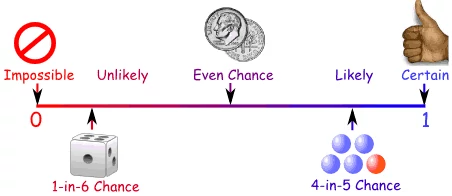 Impossible Unlikely Even Chance Likely Certain
0 1
1-in-6 Chance 4-in-5 Chance